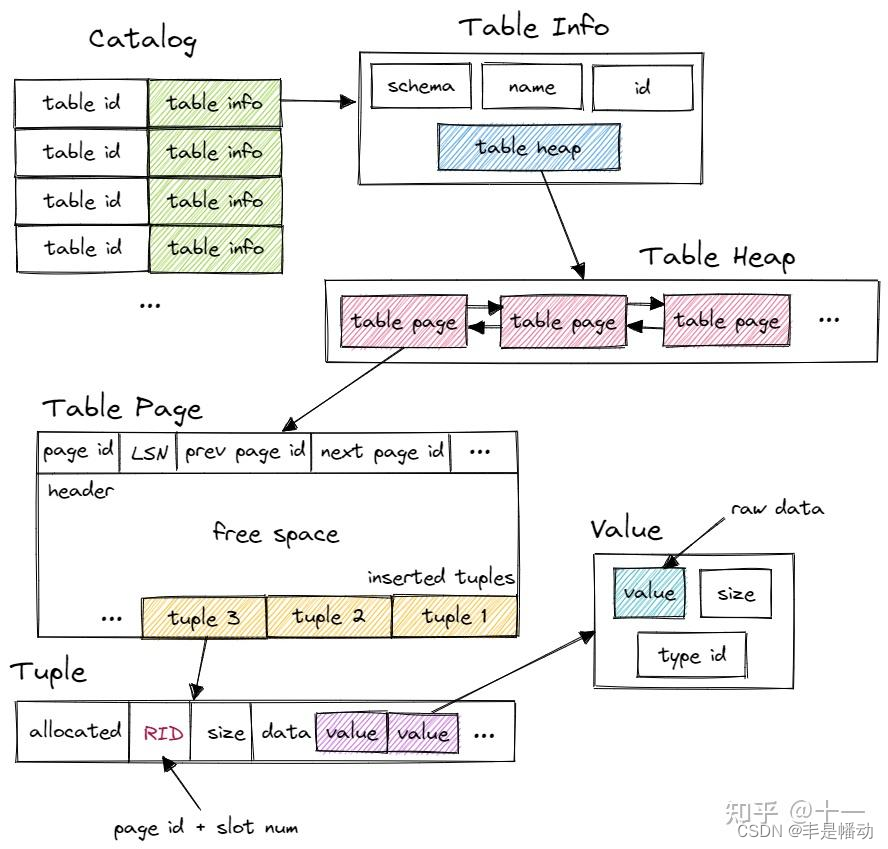 Catalog
table id table info
table id table info
table id table info
table id table info
...
Table Info
schema name id
table heap
Table Heap
table page table page table page ...
Table Page
page id LSN prev page id next page id ...
header
free space
inserted tuples
... tuple 3 tuple 2 tuple 1
Value
raw data
value size
type id
Tuple
allocated RID size data value value ...
page id + slot num
知乎 @十一
CSDN @丰是幡动